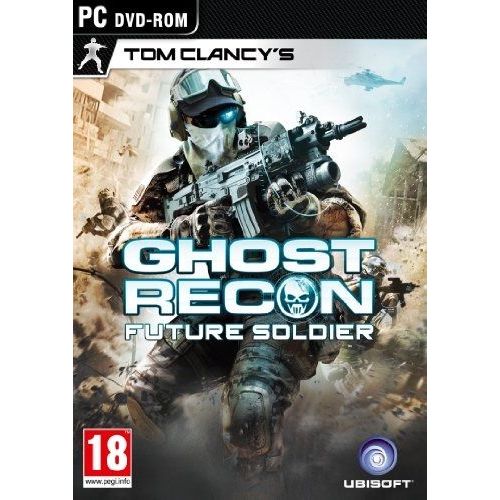 PC DVD-ROM
TOM CLANCY'S
GHOST
RECON
FUTURE SOLDIER
18
www.pegi.info
UBISOFT